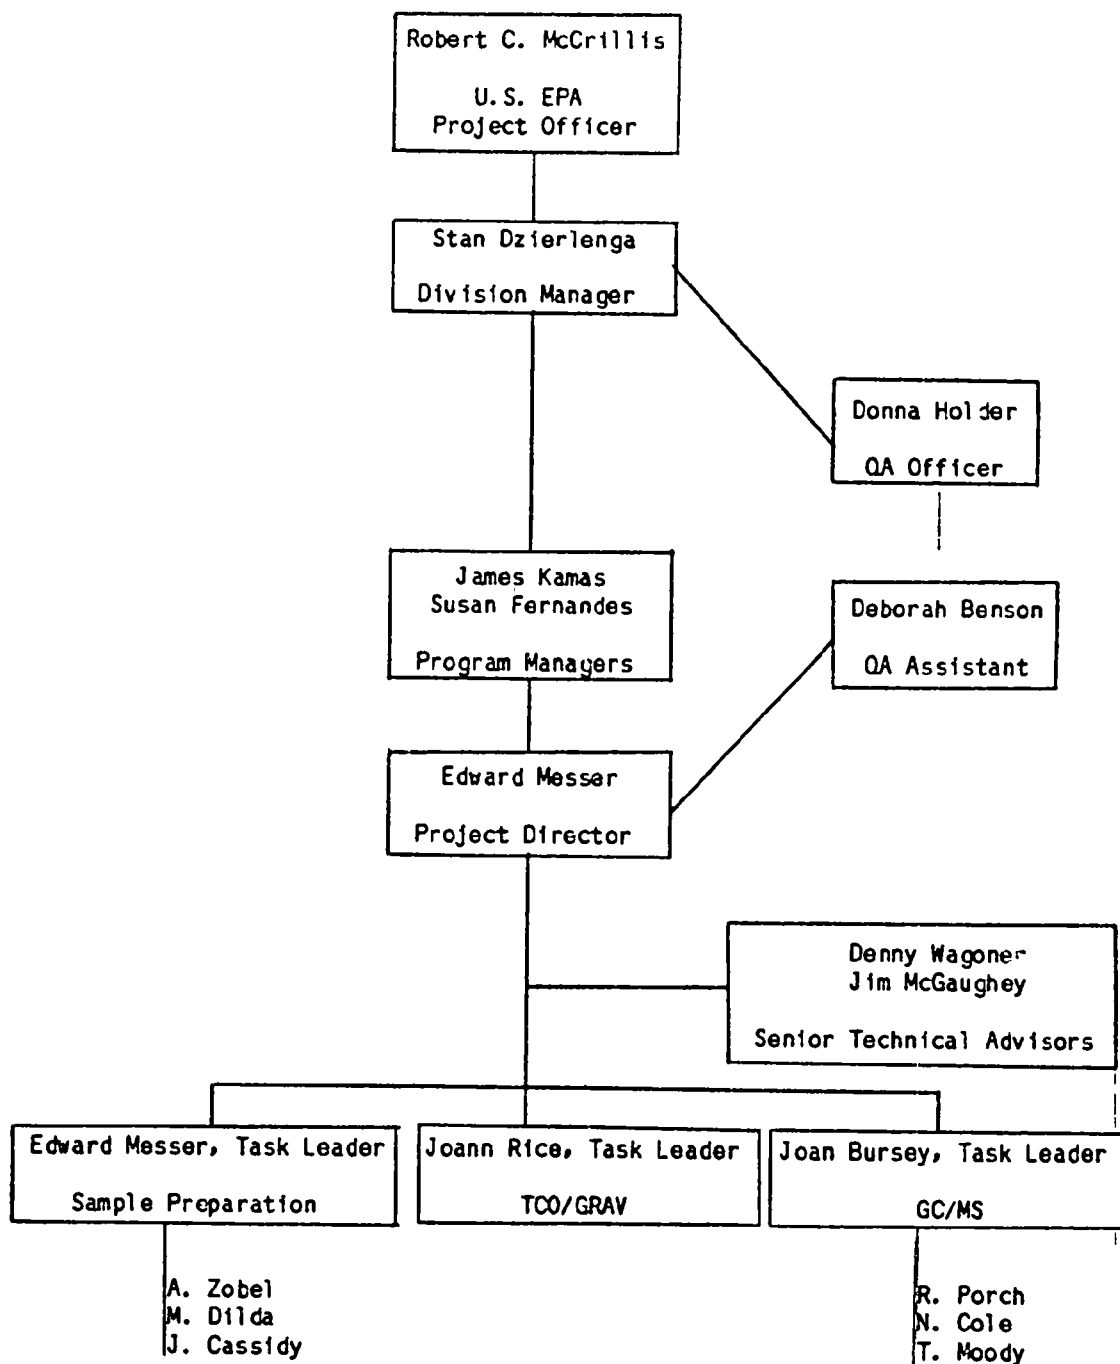 Robert C. McCrillis
U.S. EPA
Project Officer
Stan Dzierlenga
Division Manager
Donna Holder
QA Officer
James Kamas
Susan Fernandes
Program Managers
Deborah Benson
QA Assistant
Edward Messer
Project Director
Denny Wagoner
Jim McGaughey
Senior Technical Advisors
Edward Messer, Task Leader
Sample Preparation
Joann Rice, Task Leader
TCO/GRAV
Joan Bursey, Task Leader
GC/MS
A. Zobel
M. Dilda
J. Cassidy
R. Porch
N. Cole
T. Moody